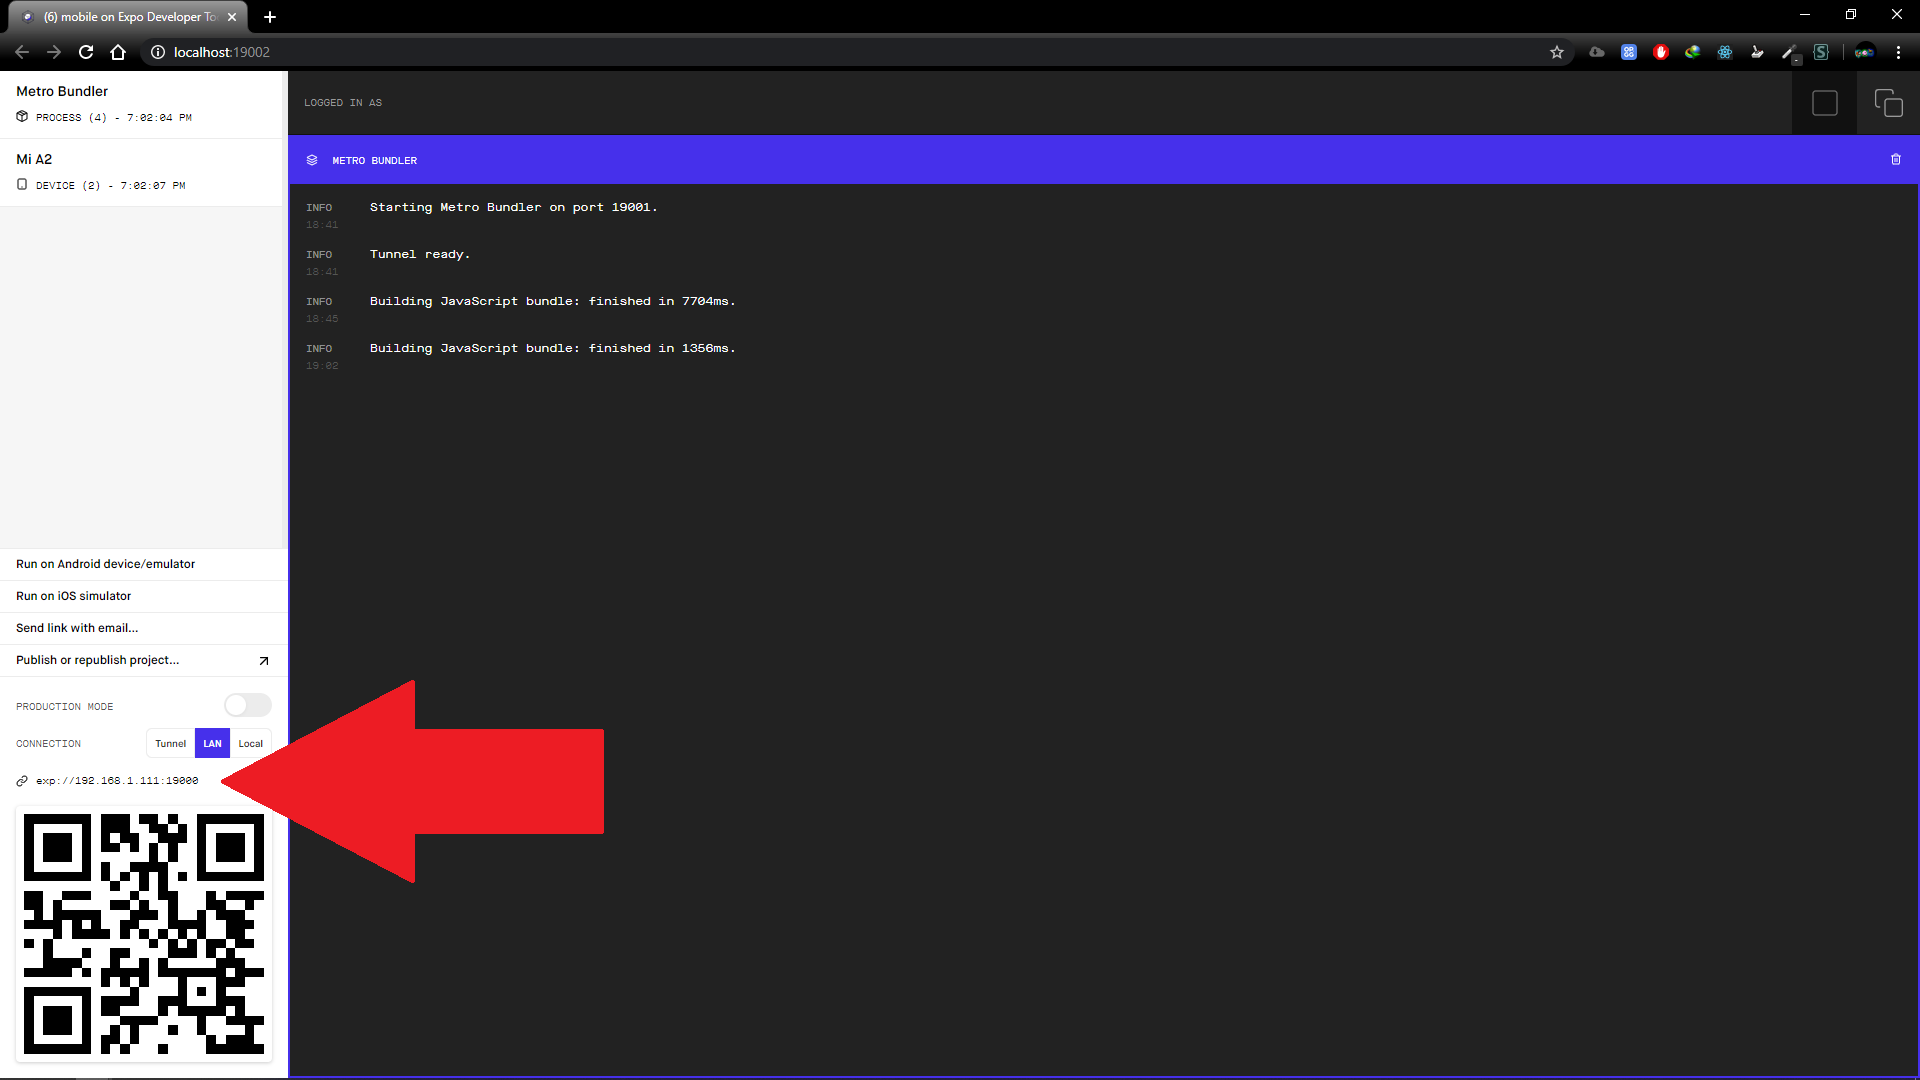 (6) mobile on Expo Developer To
localhost:19002
Metro Bundler
PROCESS (4) - 7:02:04 PM
Mi A2
DEVICE (2) - 7:02:07 PM
Run on Android device/emulator
Run on iOS simulator
Send link with email...
Publish or republish project...
PRODUCTION MODE
CONNECTION Tunnel LAN Local
exp://192.168.1.111:19000
LOGGED IN AS
METRO BUNDLER
INFO Starting Metro Bundler on port 19001.
18:41
INFO Tunnel ready.
18:41
INFO Building JavaScript bundle: finished in 7704ms.
18:45
INFO Building JavaScript bundle: finished in 1356ms.
19:02